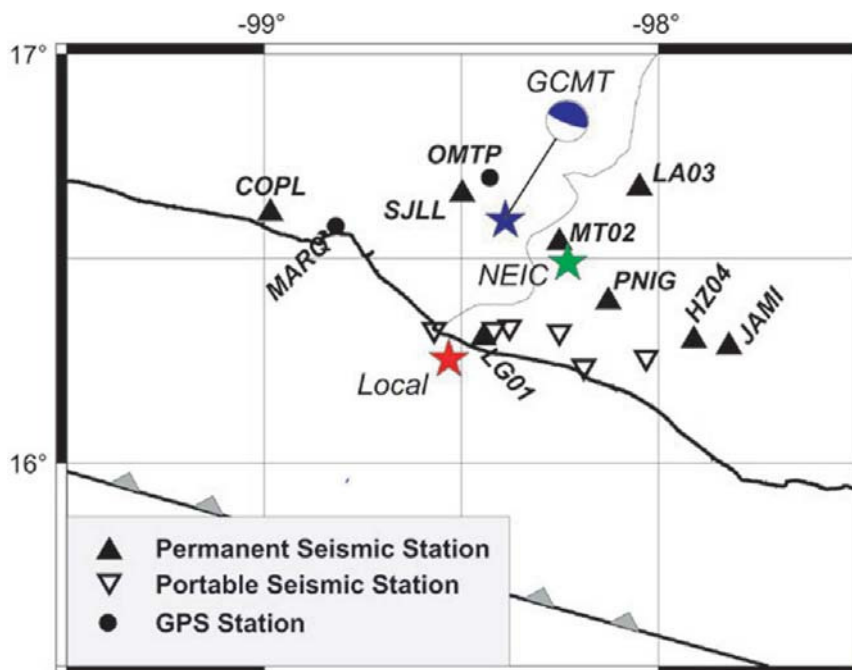 -99° -98°
17°
GCMT
OMTP
LA03
COPL
SJLL
MT02
MARQ
NEIC
PNIG
HZ04
JAMI
Local
LG01
16°
Permanent Seismic Station
Portable Seismic Station
GPS Station